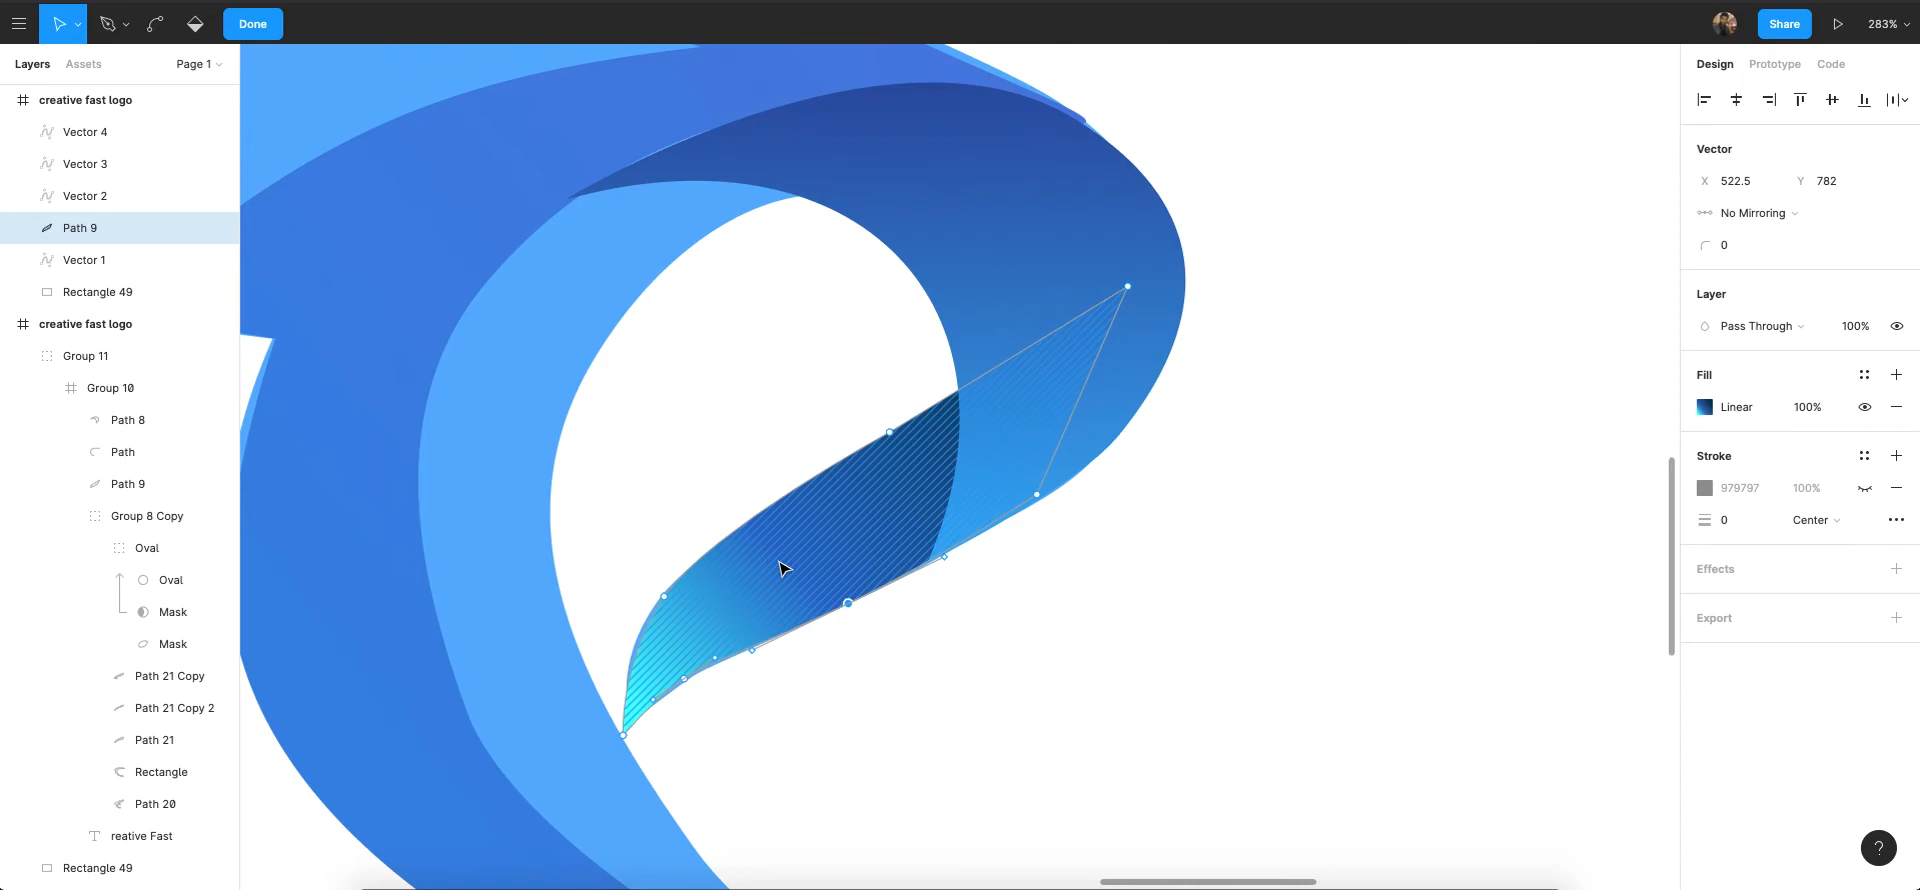 Done
Share
283%
Layers
Assets
Page 1
creative fast logo
Vector 4
Vector 3
Vector 2
Path 9
Vector 1
Rectangle 49
creative fast logo
Group 11
Group 10
Path 8
Path
Path 9
Group 8 Copy
Oval
Oval
Mask
Mask
Path 21 Copy
Path 21 Copy 2
Path 21
Rectangle
Path 20
reative Fast
Rectangle 49
Design
Prototype
Code
Vector
X 522.5 Y 782
No Mirroring
0
Layer
Pass Through 100%
Fill
Linear 100%
Stroke
979797 100%
0 Center
Effects
Export
?